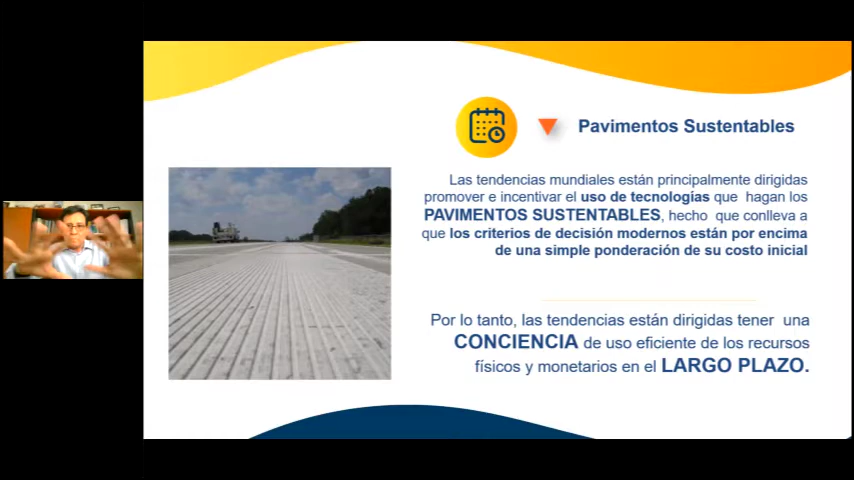 Pavimentos Sustentables
Las tendencias mundiales están principalmente dirigidas
promover e incentivar el uso de tecnologías que hagan los
PAVIMENTOS SUSTENTABLES, hecho que conlleva a
que los criterios de decisión modernos están por encima
de una simple ponderación de su costo inicial
Por lo tanto, las tendencias están dirigidas tener una
CONCIENCIA de uso eficiente de los recursos
físicos y monetarios en el LARGO PLAZO.